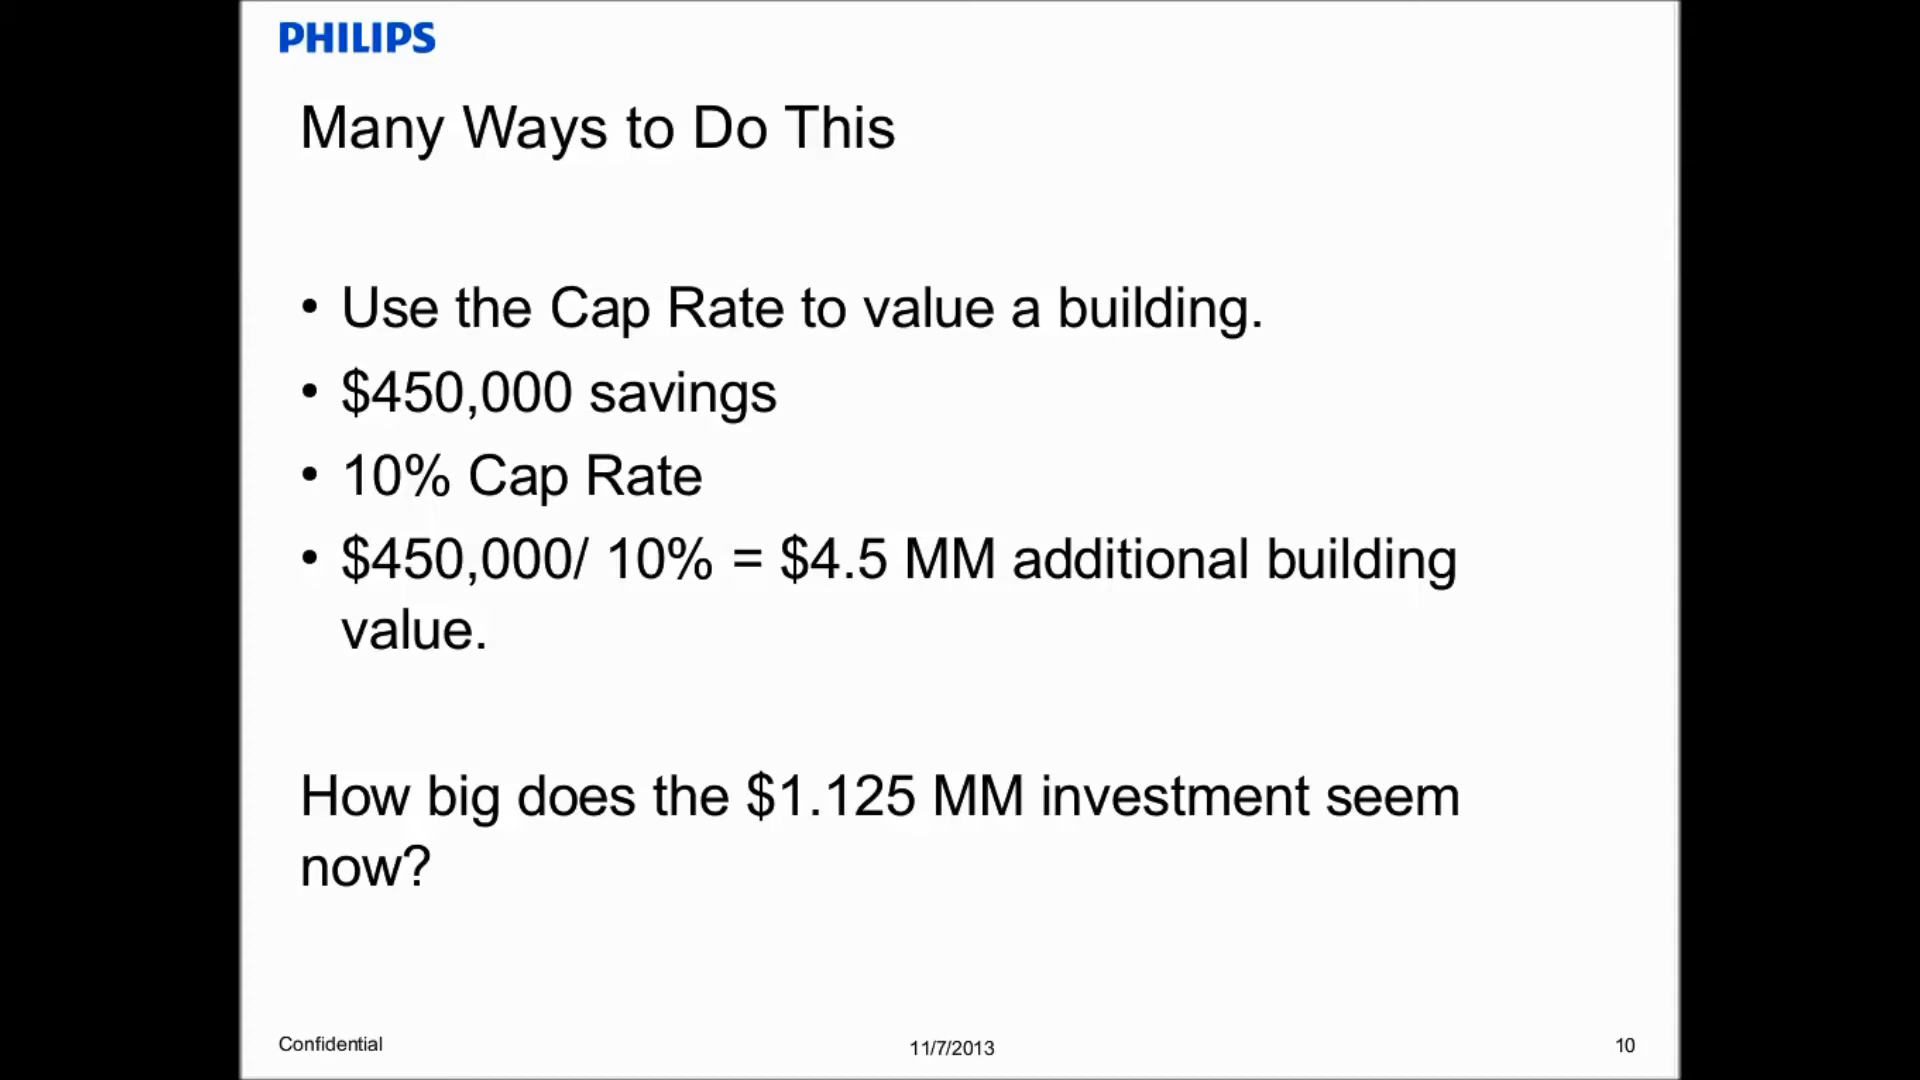 PHILIPS
Many Ways to Do This
• Use the Cap Rate to value a building.
• $450,000 savings
• 10% Cap Rate
• $450,000/ 10% = $4.5 MM additional building
value.
How big does the $1.125 MM investment seem
now?
Confidential
11/7/2013
10